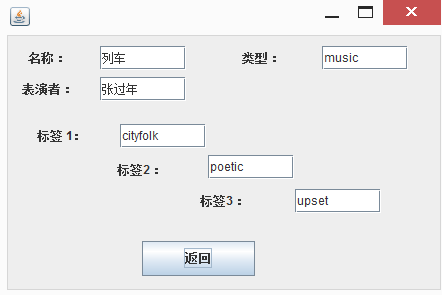 名称： 列车 类型： music
表演者： 张过年
标签 1： cityfolk
标签2： poetic
标签3： upset
返回